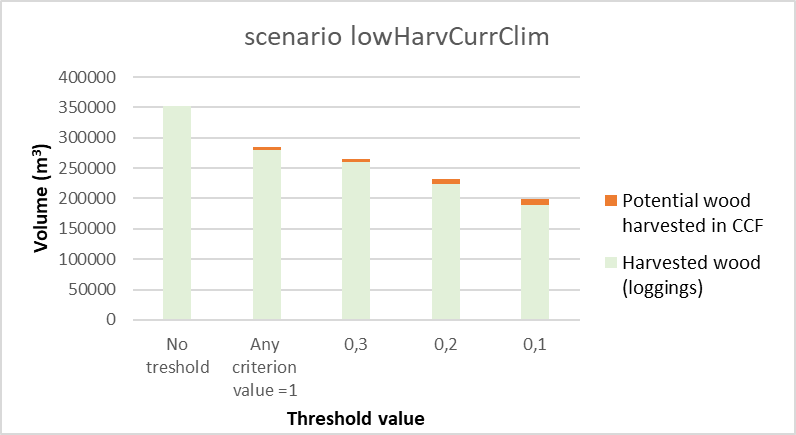 scenario lowHarvCurrClim
400000
350000
300000
250000
200000
150000
100000
50000
0
Volume (m³)
No
treshold
Any
criterion
value =1
0,3
0,2
0,1
Threshold value
Potential wood
harvested in CCF
Harvested wood
(loggings)